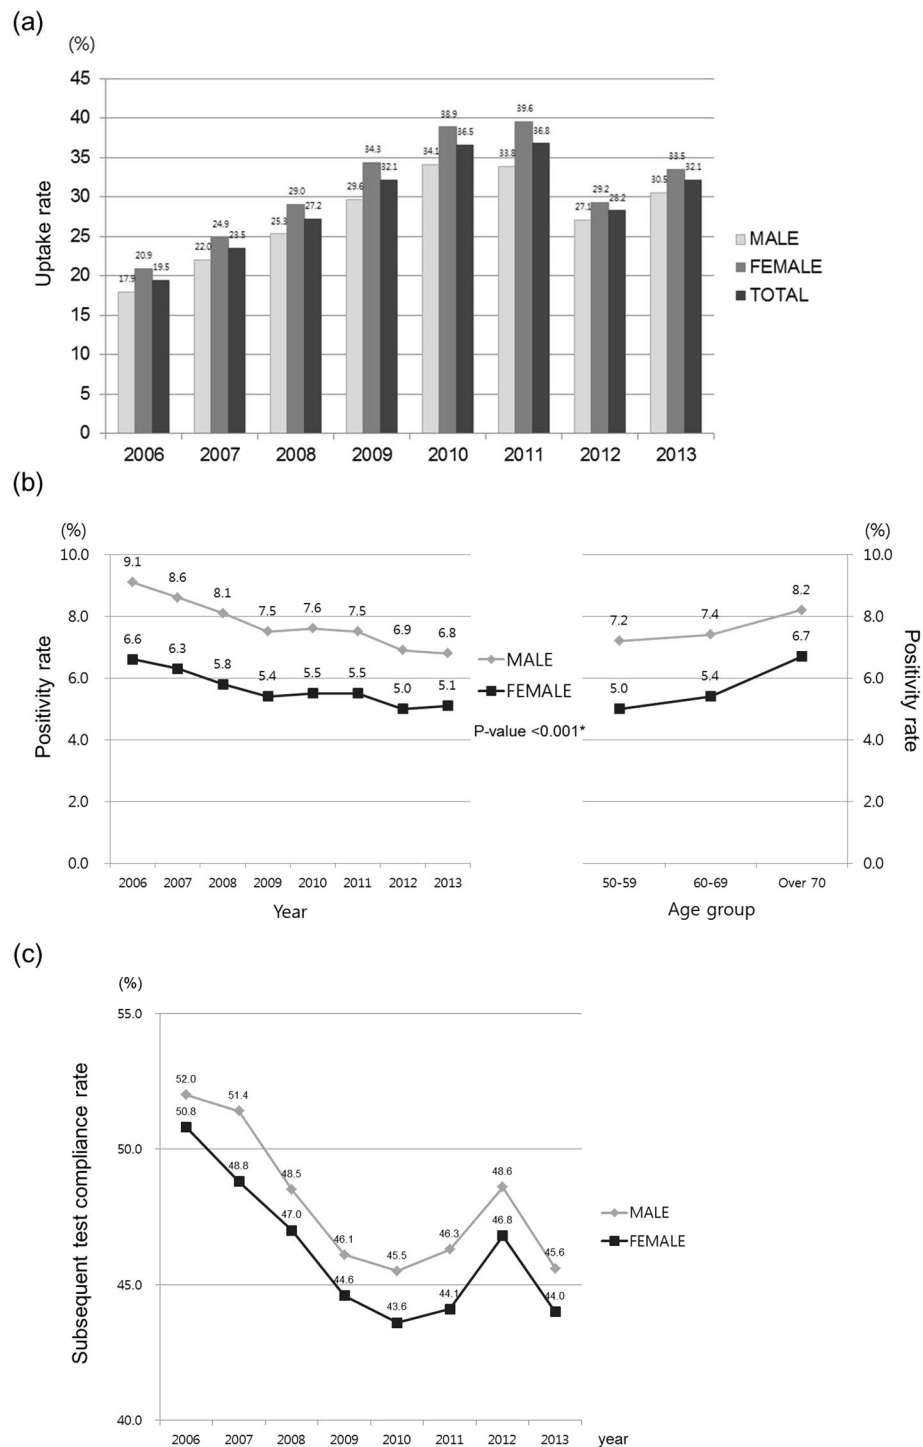 (a)
(%)
45
40
35
30
25
20
15
10
5
0
Uptake rate
17.9 20.9 19.5
22.0 24.9 23.5
25.3 29.0 27.2
29.6 34.3 32.1
34.1 38.9 36.5
33.8 39.6 36.8
27.1 29.2 28.2
30.5 33.5 32.1
2006 2007 2008 2009 2010 2011 2012 2013
MALE
FEMALE
TOTAL
(b)
(%)
10.0
8.0
6.0
4.0
2.0
0.0
Positivity rate
9.1 8.6 8.1 7.5 7.6 7.5 6.9 6.8
6.6 6.3 5.8 5.4 5.5 5.5 5.0 5.1
2006 2007 2008 2009 2010 2011 2012 2013
Year
MALE
FEMALE
P-value <0.001*
(%)
10.0
8.0
6.0
4.0
2.0
0.0
Positivity rate
7.2 7.4 8.2
5.0 5.4 6.7
50-59 60-69 Over 70
Age group
(c)
(%)
55.0
50.0
45.0
40.0
Subsequent test compliance rate
52.0 51.4 48.5 46.1 45.5 46.3 48.6 45.6
50.8 48.8 47.0 44.6 43.6 44.1 46.8 44.0
2006 2007 2008 2009 2010 2011 2012 2013 year
MALE
FEMALE